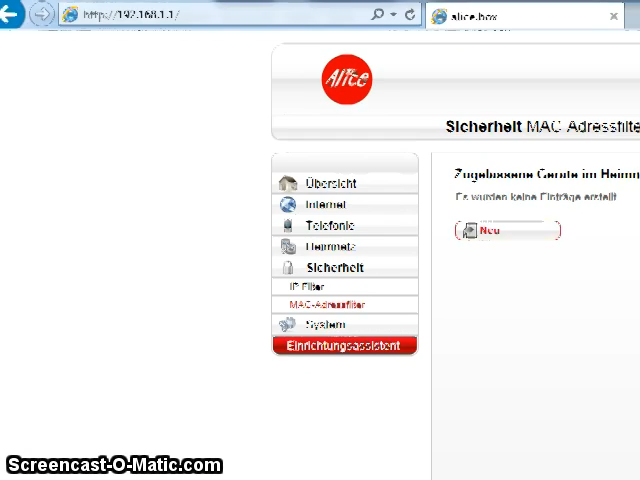 http://192.168.1.1/
alice.box
Alice
Sicherheit MAC-Adressfilte
Übersicht
Internet
Telefonie
Heimnetz
Sicherheit
IP Filter
MAC-Adressfilter
System
Einrichtungsassistent
Zugelassene Geräte im Heimn
Es wurden keine Einträge erstellt
Neu
Screencast-O-Matic.com